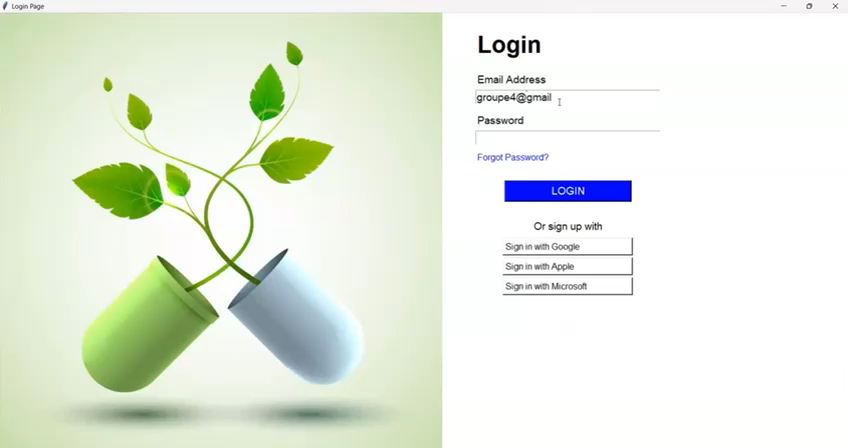 Login Page
Login
Email Address
groupe4@gmail
Password
Forgot Password?
LOGIN
Or sign up with
Sign in with Google
Sign in with Apple
Sign in with Microsoft